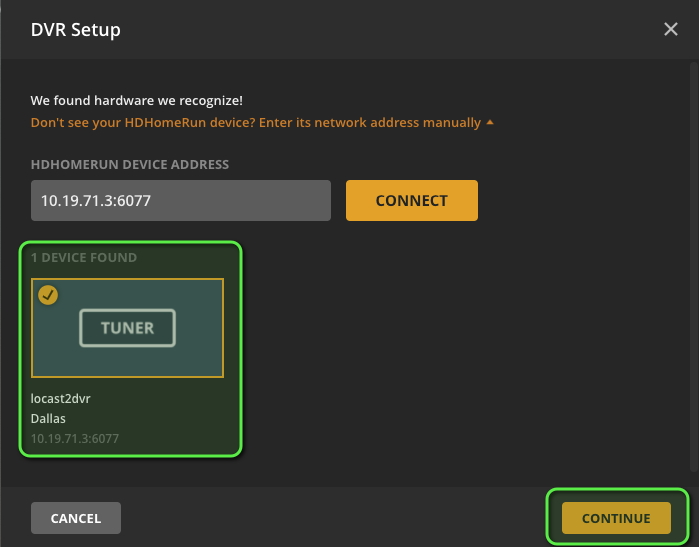 DVR Setup
We found hardware we recognize!
Don't see your HDHomeRun device? Enter its network address manually
HDHOMERUN DEVICE ADDRESS
10.19.71.3:6077
CONNECT
1 DEVICE FOUND
TUNER
locast2dvr
Dallas
10.19.71.3:6077
CANCEL
CONTINUE